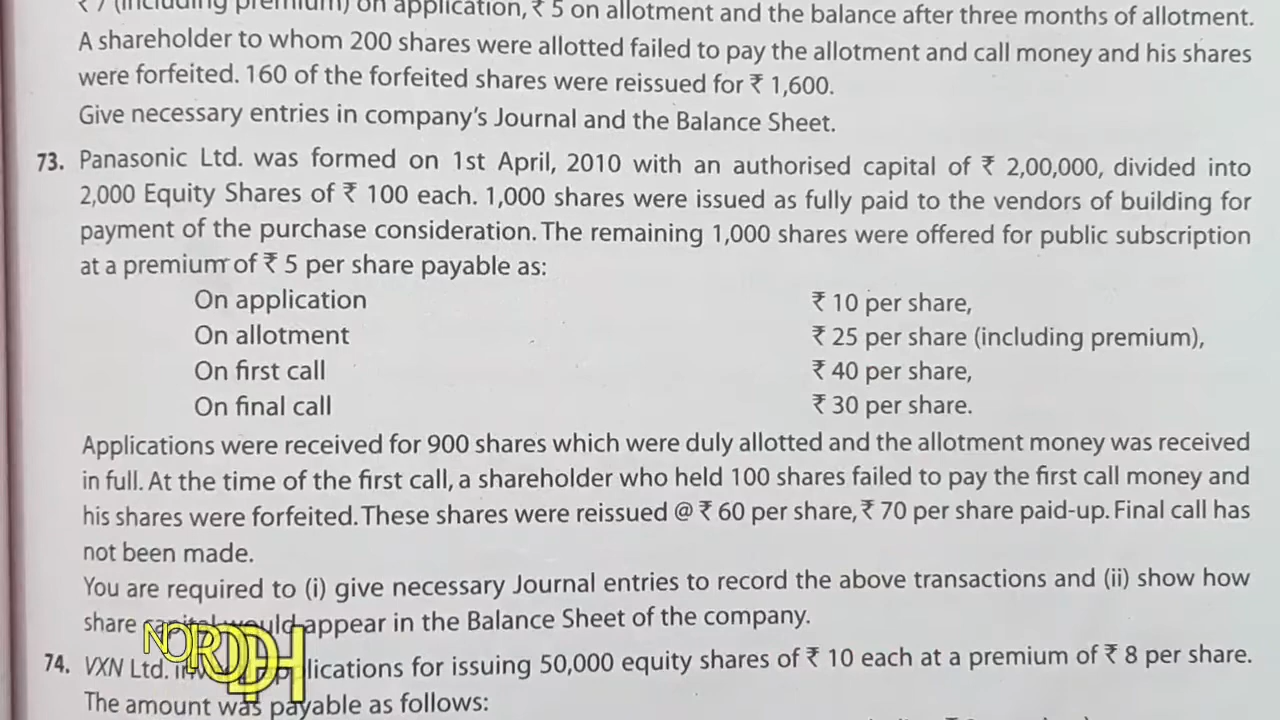 ₹ 7 (including premium) on application, ₹ 5 on allotment and the balance after three months of allotment.
A shareholder to whom 200 shares were allotted failed to pay the allotment and call money and his shares
were forfeited. 160 of the forfeited shares were reissued for ₹ 1,600.
Give necessary entries in company's Journal and the Balance Sheet.
73. Panasonic Ltd. was formed on 1st April, 2010 with an authorised capital of ₹ 2,00,000, divided into
2,000 Equity Shares of ₹ 100 each. 1,000 shares were issued as fully paid to the vendors of building for
payment of the purchase consideration. The remaining 1,000 shares were offered for public subscription
at a premium of ₹ 5 per share payable as:
On application ₹ 10 per share,
On allotment ₹ 25 per share (including premium),
On first call ₹ 40 per share,
On final call ₹ 30 per share.
Applications were received for 900 shares which were duly allotted and the allotment money was received
in full. At the time of the first call, a shareholder who held 100 shares failed to pay the first call money and
his shares were forfeited. These shares were reissued @ ₹ 60 per share, ₹ 70 per share paid-up. Final call has
not been made.
You are required to (i) give necessary Journal entries to record the above transactions and (ii) show how
share capital would appear in the Balance Sheet of the company.
74. VXN Ltd. applications for issuing 50,000 equity shares of ₹ 10 each at a premium of ₹ 8 per share.
The amount was payable as follows: